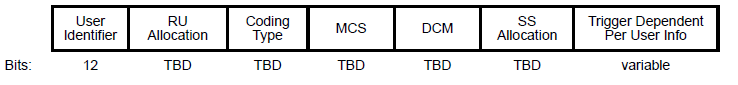 User Identifier RU Allocation Coding Type MCS DCM SS Allocation Trigger Dependent Per User Info
Bits: 12 TBD TBD TBD TBD TBD variable